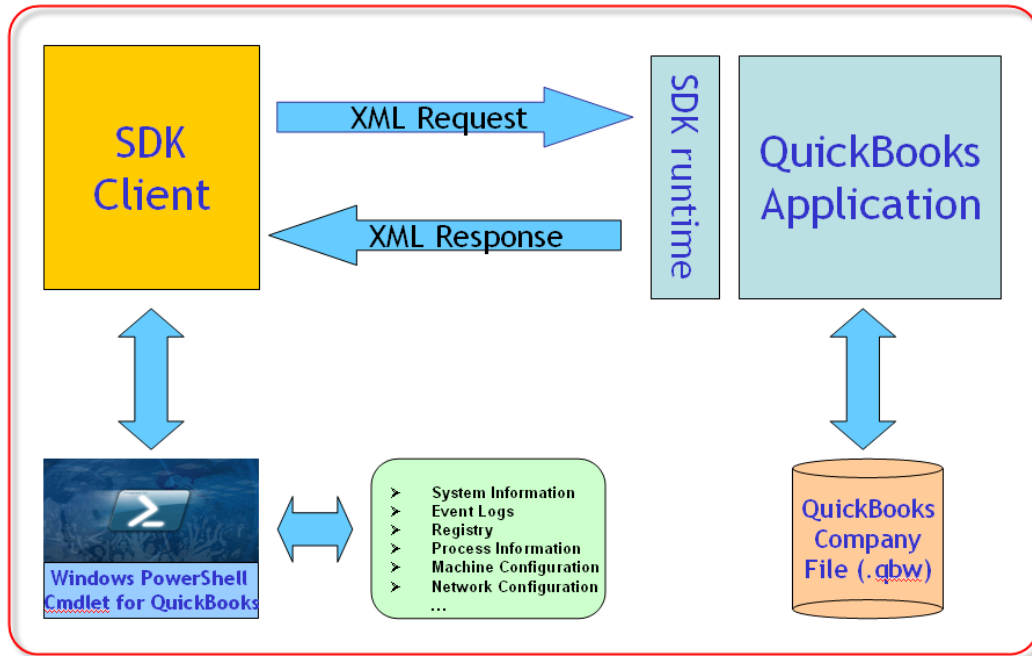 SDK
Client
XML Request
XML Response
SDK runtime
QuickBooks
Application
Windows PowerShell
Cmdlet for QuickBooks
➢ System Information
➢ Event Logs
➢ Registry
➢ Process Information
➢ Machine Configuration
➢ Network Configuration
...
QuickBooks
Company
File (.qbw)